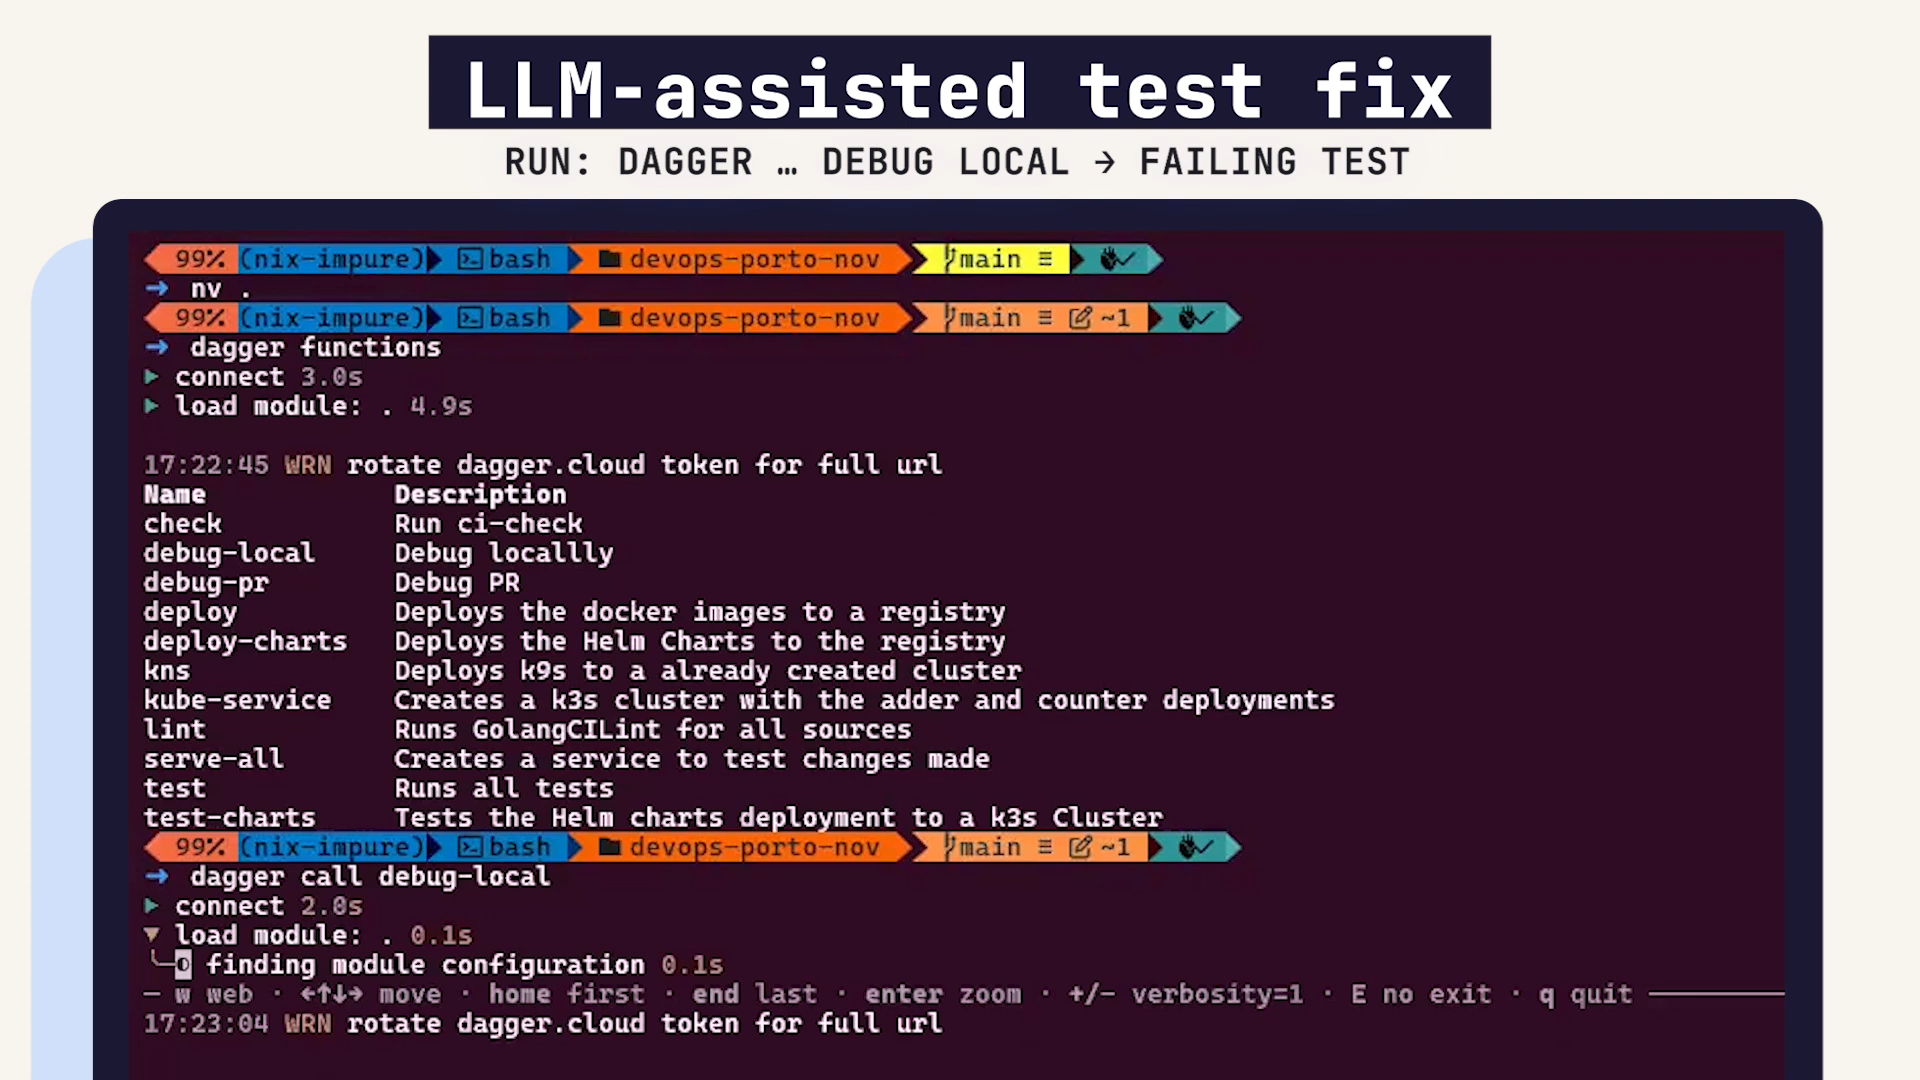 LLM-assisted test fix
RUN: DAGGER … DEBUG LOCAL → FAILING TEST
99% (nix-impure) bash devops-porto-nov main ≡
→ nv .
99% (nix-impure) bash devops-porto-nov main ≡ ~1
→ dagger functions
▶ connect 3.0s
▶ load module: . 4.9s
17:22:45 WRN rotate dagger.cloud token for full url
Name Description
check Run ci-check
debug-local Debug locallly
debug-pr Debug PR
deploy Deploys the docker images to a registry
deploy-charts Deploys the Helm Charts to the registry
kns Deploys k9s to a already created cluster
kube-service Creates a k3s cluster with the adder and counter deployments
lint Runs GolangCILint for all sources
serve-all Creates a service to test changes made
test Runs all tests
test-charts Tests the Helm charts deployment to a k3s Cluster
99% (nix-impure) bash devops-porto-nov main ≡ ~1
→ dagger call debug-local
▶ connect 2.0s
▼ load module: . 0.1s
finding module configuration 0.1s
— w web · ←↑↓→ move · home first · end last · enter zoom · +/- verbosity=1 · E no exit · q quit
17:23:04 WRN rotate dagger.cloud token for full url